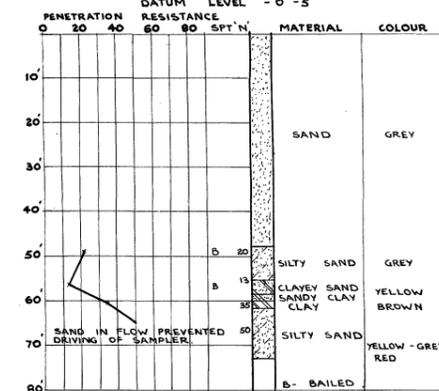 DATUM LEVEL -0-5
PENETRATION RESISTANCE
0 20 40 60 80 SPT 'N' MATERIAL COLOUR
10'
20' SAND GREY
30'
40'
50' B 20 SILTY SAND GREY
B 13 CLAYEY SAND YELLOW
60' 35 SANDY CLAY BROWN
CLAY
SAND IN FLOW PREVENTED 50 SILTY SAND
DRIVING OF SAMPLER.
70 YELLOW - GREY
RED
80 B- BAILED